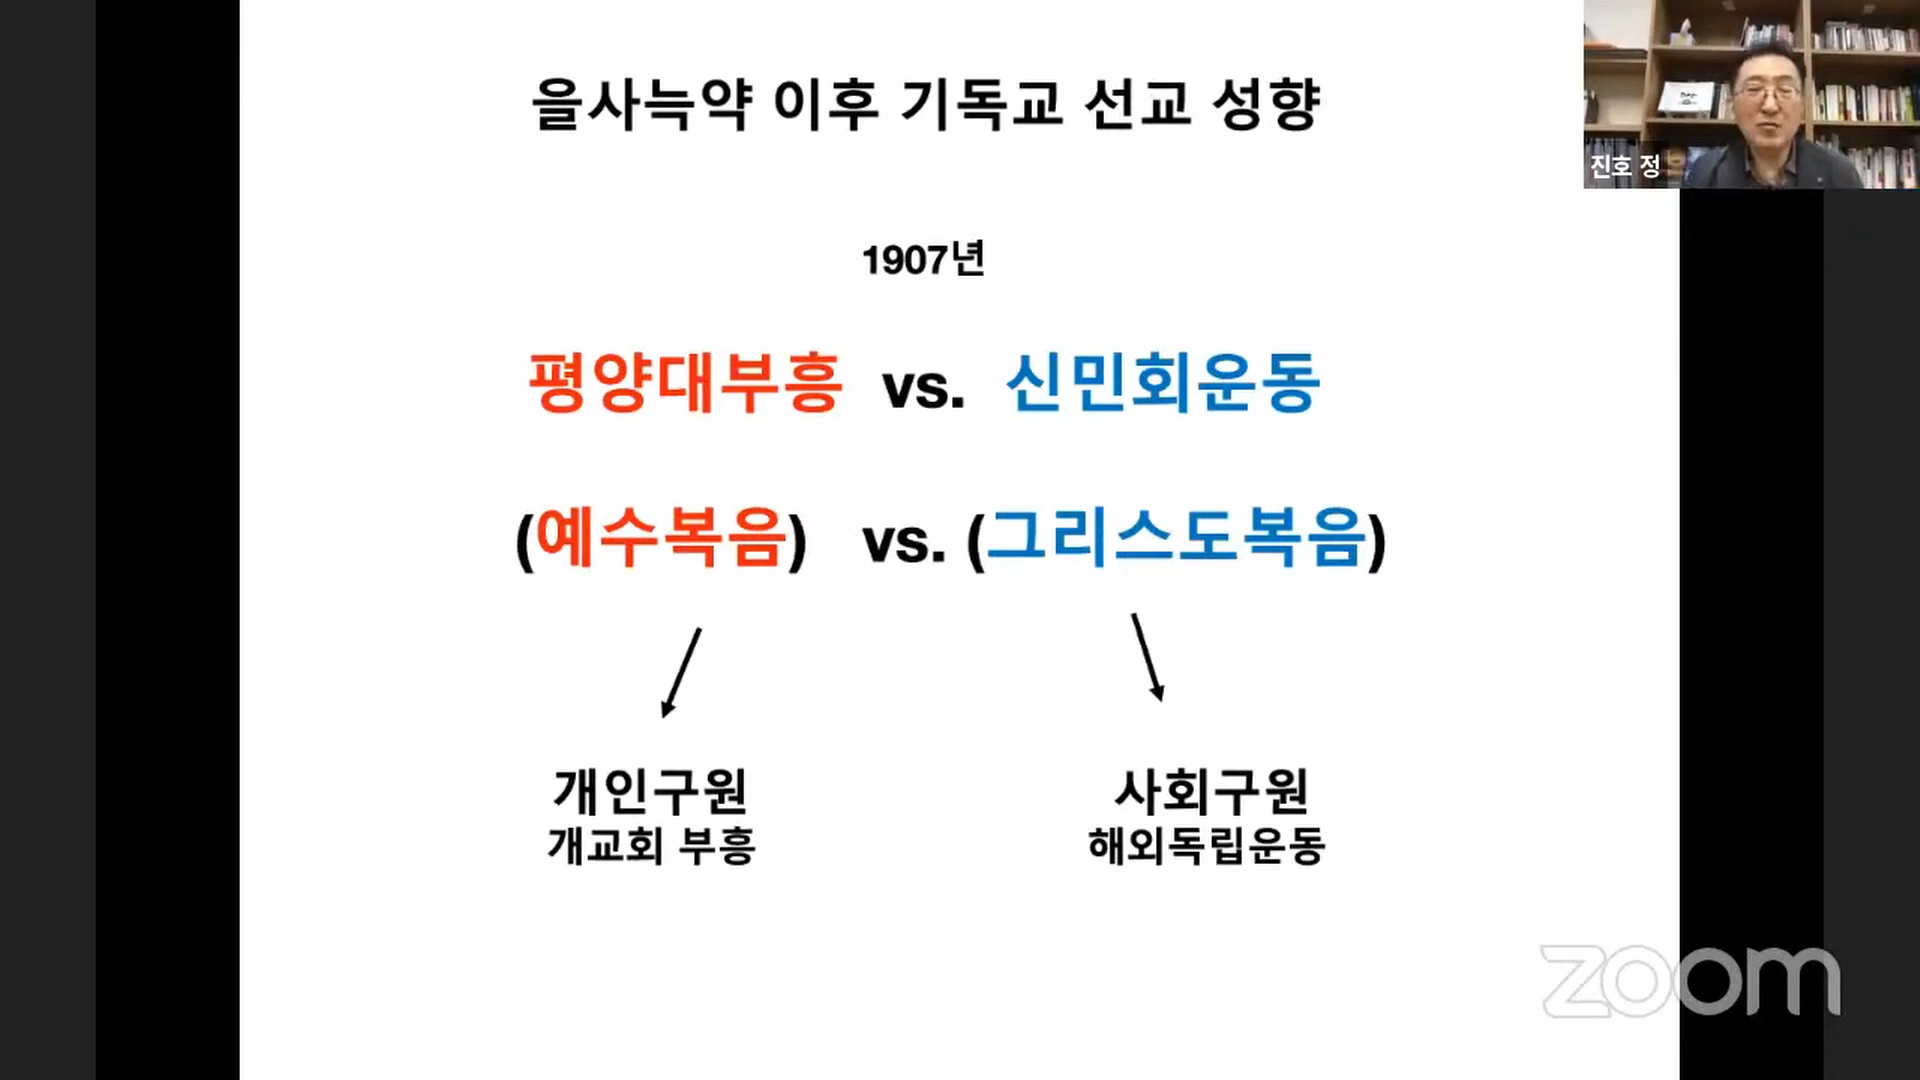 을사늑약 이후 기독교 선교 성향
진호 정
1907년
평양대부흥 vs. 신민회운동
(예수복음) vs. (그리스도복음)
개인구원 사회구원
개교회 부흥 해외독립운동
zoom